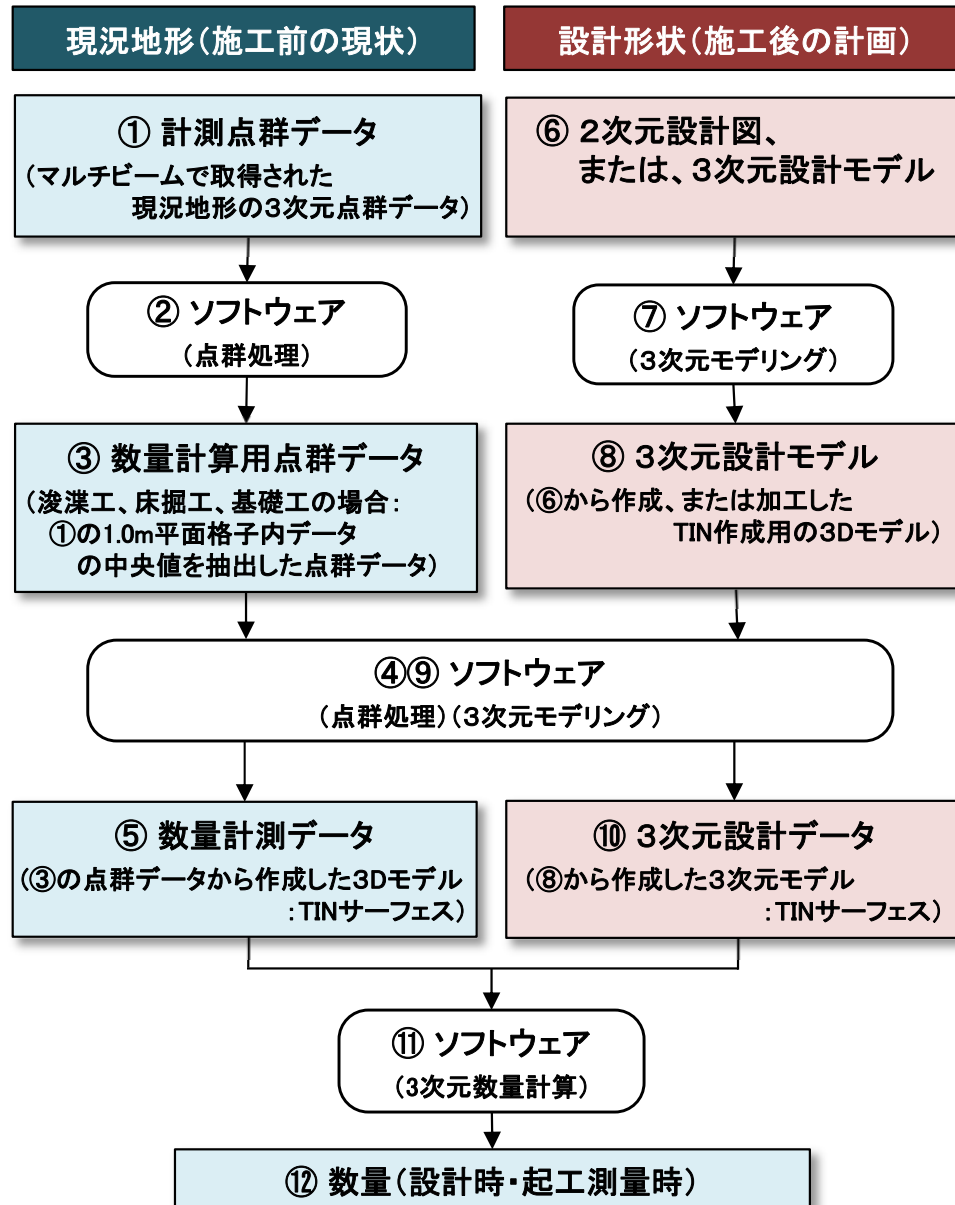 現況地形（施工前の現状）
設計形状（施工後の計画）
① 計測点群データ
（マルチビームで取得された
現況地形の３次元点群データ）
⑥ ２次元設計図、
または、３次元設計モデル
② ソフトウェア
（点群処理）
⑦ ソフトウェア
（３次元モデリング）
③ 数量計算用点群データ
（浚渫工、床掘工、基礎工の場合：
①の1.0m平面格子内データ
の中央値を抽出した点群データ）
⑧ ３次元設計モデル
（⑥から作成、または加工した
TIN作成用の３Dモデル）
④⑨ ソフトウェア
（点群処理）（３次元モデリング）
⑤ 数量計測データ
（③の点群データから作成した３Dモデル
：TINサーフェス）
⑩ ３次元設計データ
（⑧から作成した３次元モデル
：TINサーフェス）
⑪ ソフトウェア
（3次元数量計算）
⑫ 数量（設計時・起工測量時）